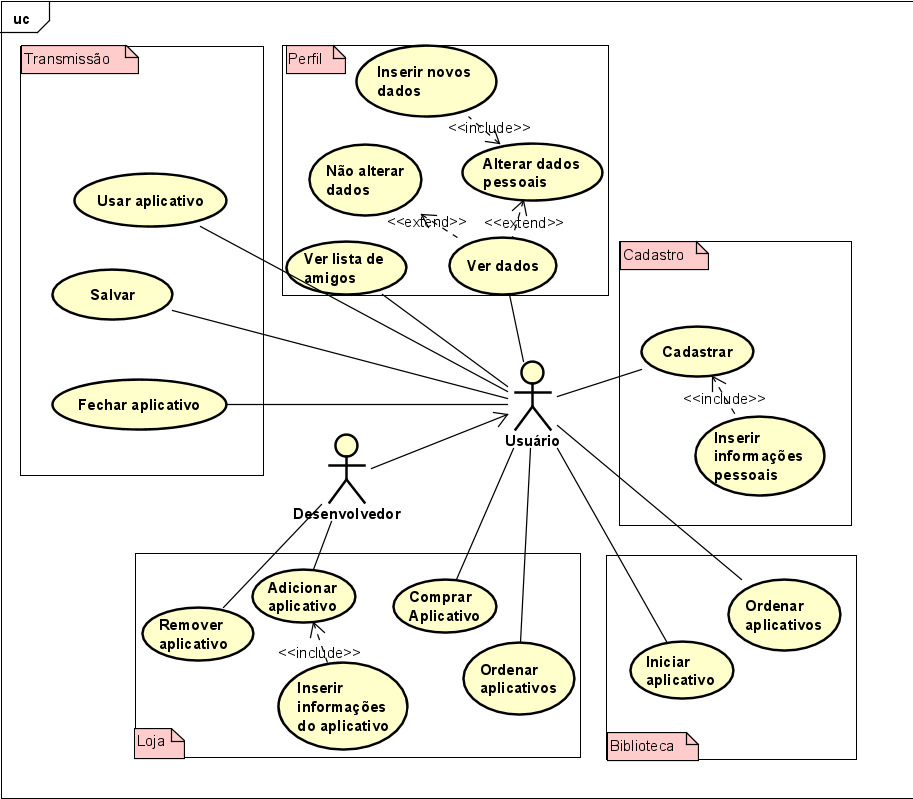 uc
Transmissão
Usar aplicativo
Salvar
Fechar aplicativo
Perfil
Inserir novos
dados
<<include>>
Não alterar
dados
Alterar dados
pessoais
<<extend>>
<<extend>>
Ver lista de
amigos
Ver dados
Cadastro
Cadastrar
<<include>>
Inserir
informações
pessoais
Usuário
Desenvolvedor
Remover
aplicativo
Adicionar
aplicativo
<<include>>
Inserir
informações
do aplicativo
Comprar
Aplicativo
Ordenar
aplicativos
Loja
Ordenar
aplicativos
Iniciar
aplicativo
Biblioteca